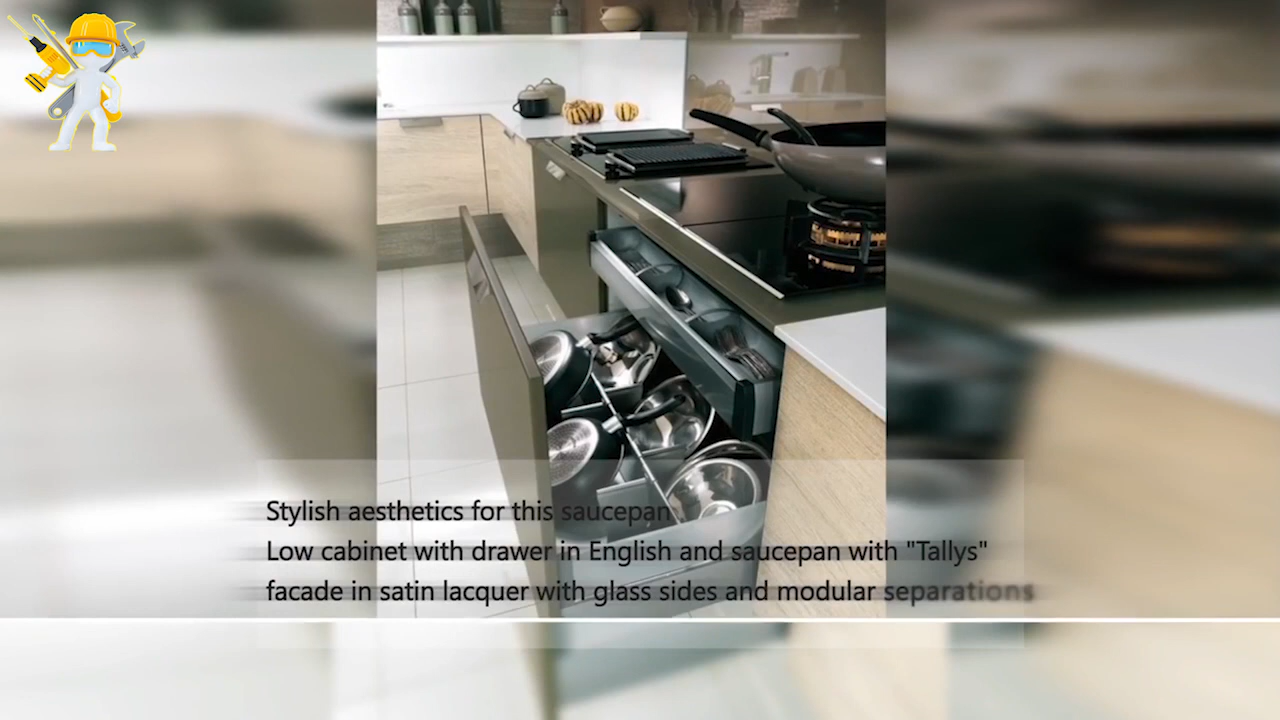 Stylish aesthetics for this saucepan
Low cabinet with drawer in English and saucepan with "Tallys"
facade in satin lacquer with glass sides and modular separations